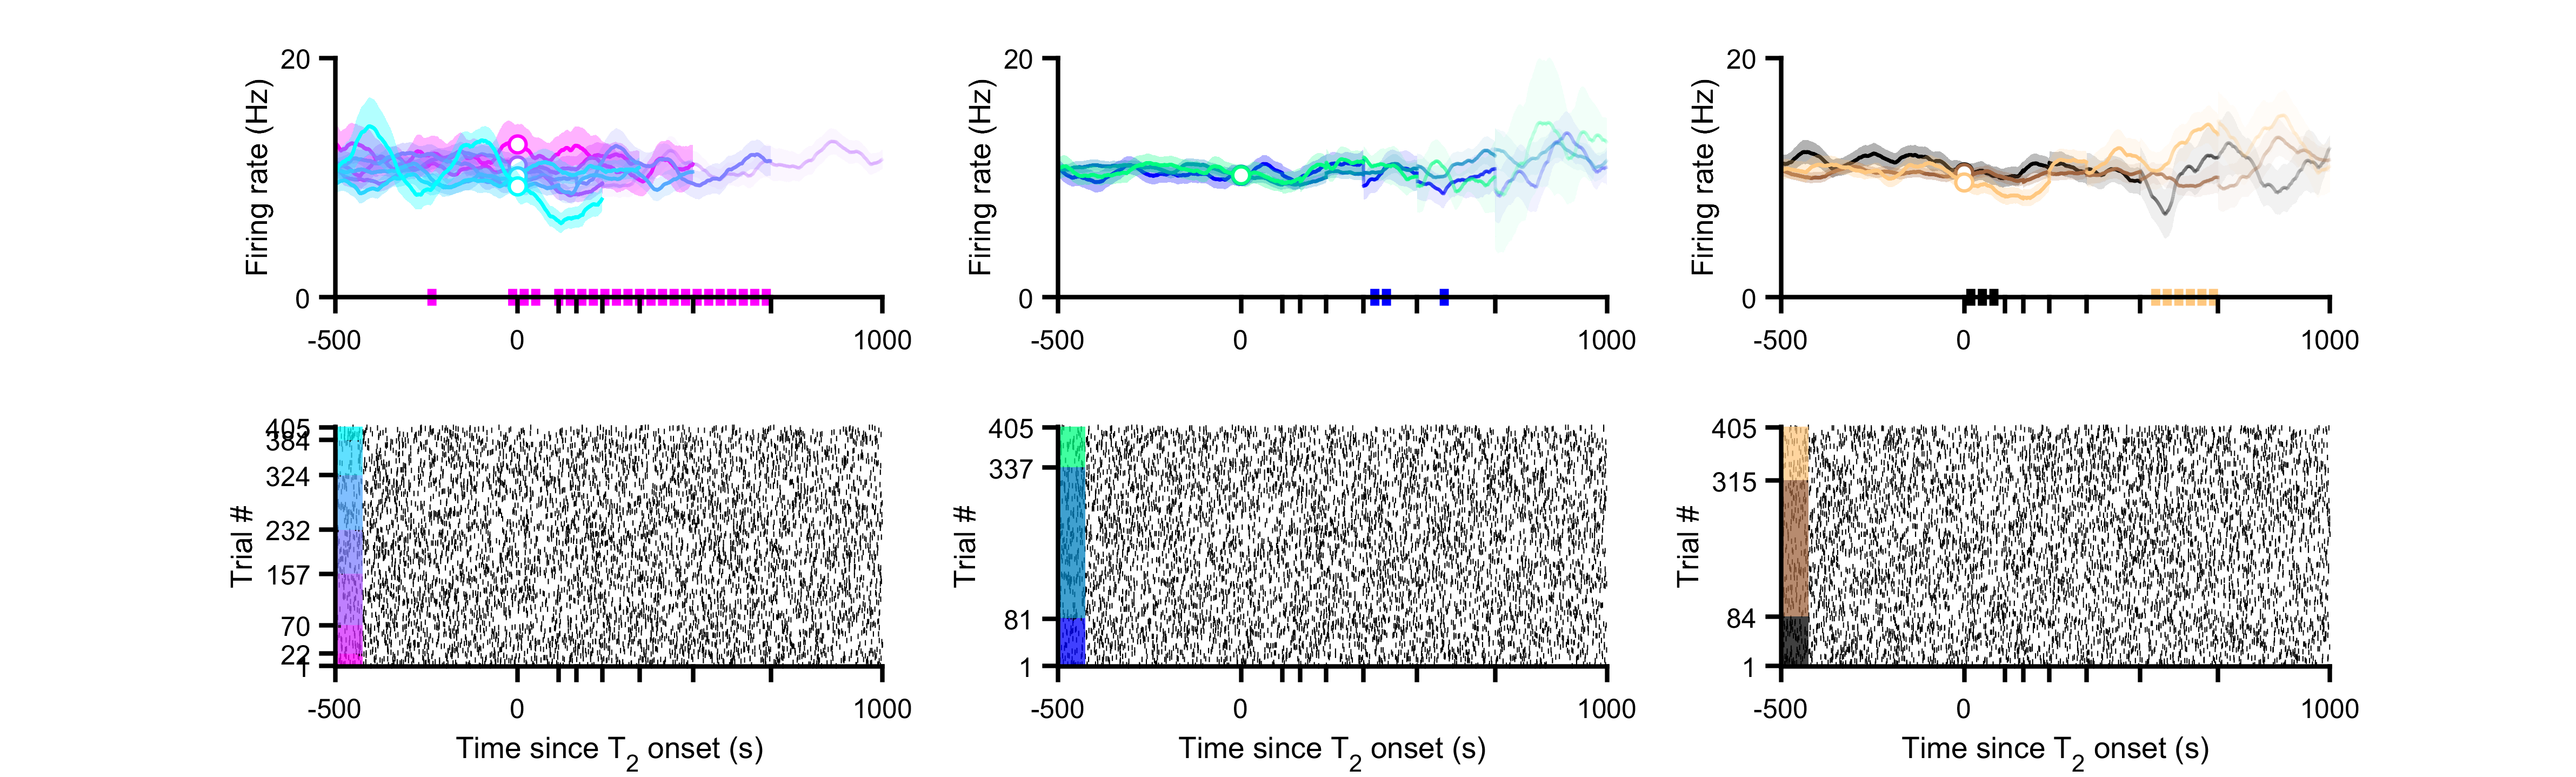 20
Firing rate (Hz)
0
-500 0 1000
20
Firing rate (Hz)
0
-500 0 1000
20
Firing rate (Hz)
0
-500 0 1000
405
384
324
232
157
70
22
1
Trial #
-500 0 1000
Time since T2 onset (s)
405
337
81
1
Trial #
-500 0 1000
Time since T2 onset (s)
405
315
84
1
Trial #
-500 0 1000
Time since T2 onset (s)